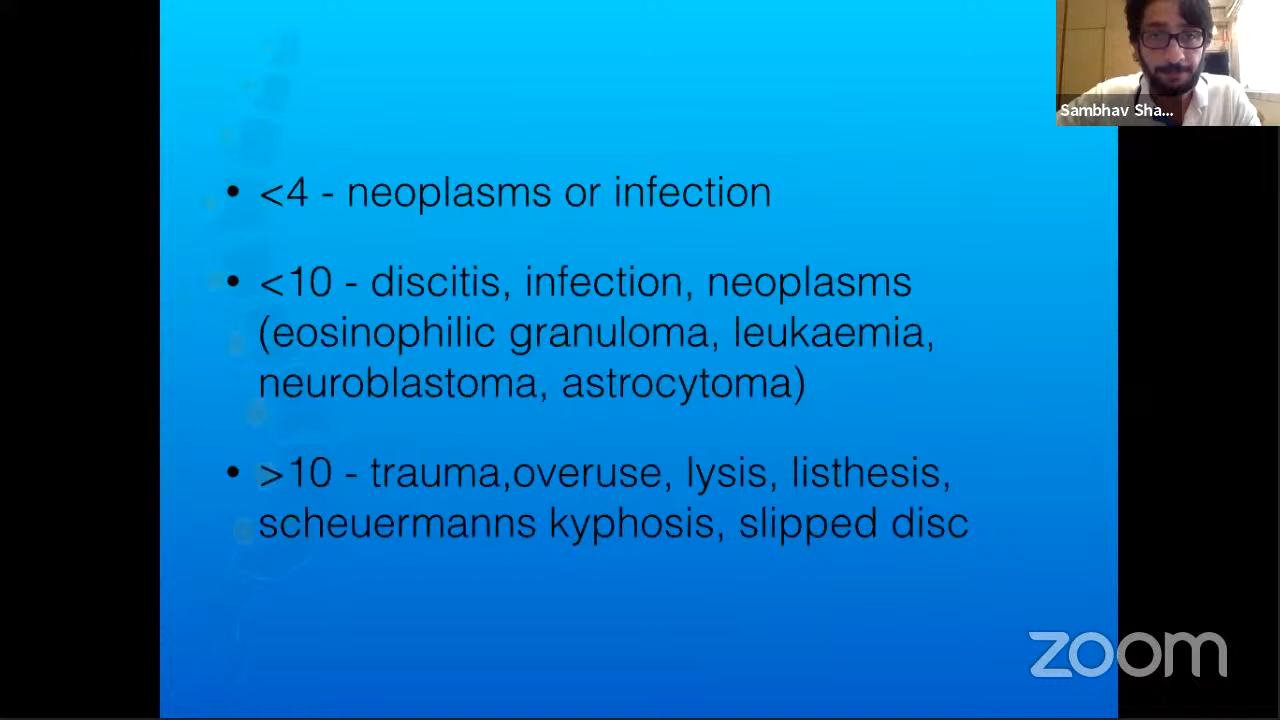 Sambhav Sha...
• <4 - neoplasms or infection
• <10 - discitis, infection, neoplasms
(eosinophilic granuloma, leukaemia,
neuroblastoma, astrocytoma)
• >10 - trauma,overuse, lysis, listhesis,
scheuermanns kyphosis, slipped disc
zoom